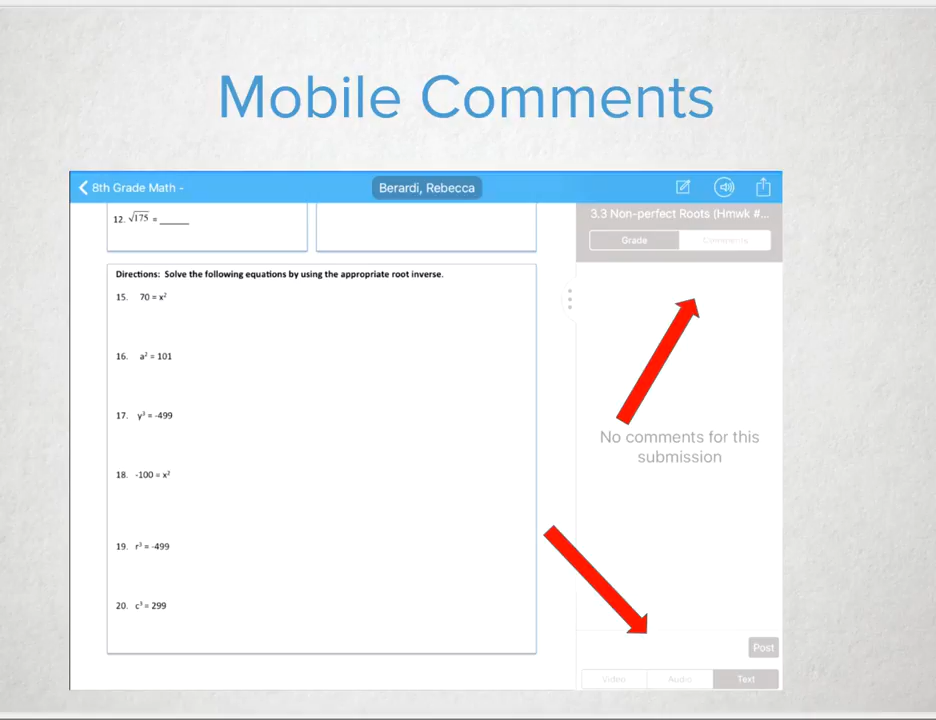 Mobile Comments
8th Grade Math -
Berardi, Rebecca
12. √175 = ______
3.3 Non-perfect Roots (Hmwk #...
Grade
Comments
Directions: Solve the following equations by using the appropriate root inverse.
15. 70 = x²
16. a² = 101
17. y³ = -499
No comments for this
submission
18. -100 = x²
19. r³ = -499
20. c³ = 299
Post
Video
Audio
Text